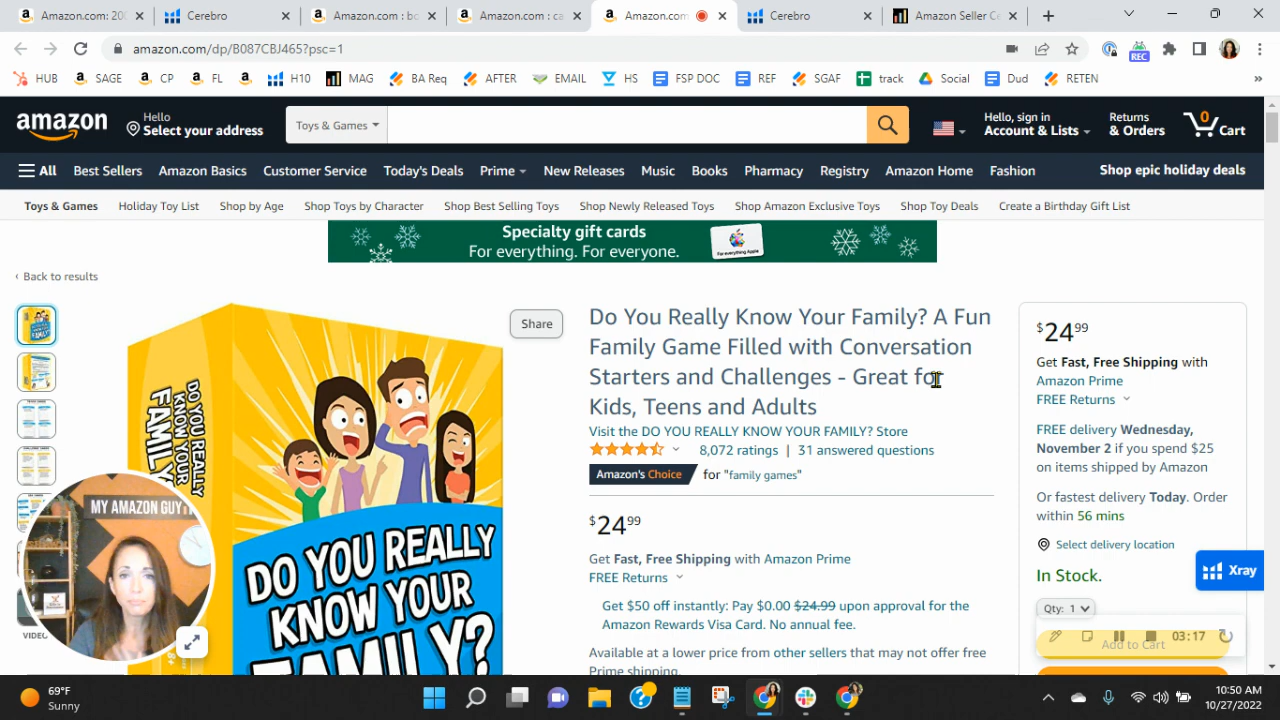 Amazon.com: 20
Cerebro
Amazon.com : bc
Amazon.com : ca
Amazon.com
Cerebro
Amazon Seller Ce
amazon.com/dp/B087CBJ465?psc=1
REC
HUB
SAGE
CP
FL
H10
MAG
BA Req
AFTER
EMAIL
HS
FSP DOC
REF
SGAF
track
Social
Dud
RETEN
amazon
Hello
Select your address
Toys & Games
Hello, sign in
Account & Lists
Returns
& Orders
0
Cart
All
Best Sellers
Amazon Basics
Customer Service
Today's Deals
Prime
New Releases
Music
Books
Pharmacy
Registry
Amazon Home
Fashion
Shop epic holiday deals
Toys & Games
Holiday Toy List
Shop by Age
Shop Toys by Character
Shop Best Selling Toys
Shop Newly Released Toys
Shop Amazon Exclusive Toys
Shop Toy Deals
Create a Birthday Gift List
Specialty gift cards
For everything. For everyone.
‹ Back to results
Share
DO YOU REALLY
KNOW YOUR
FAMILY?
DO YOU REALLY
KNOW YOUR
FAMILY?
MY AMAZON GUY
VIDEO
Do You Really Know Your Family? A Fun
Family Game Filled with Conversation
Starters and Challenges - Great for
Kids, Teens and Adults
Visit the DO YOU REALLY KNOW YOUR FAMILY? Store
8,072 ratings | 31 answered questions
Amazon's Choice for "family games"
$24 99
Get Fast, Free Shipping with Amazon Prime
FREE Returns
Get $50 off instantly: Pay $0.00 $24.99 upon approval for the
Amazon Rewards Visa Card. No annual fee.
Available at a lower price from other sellers that may not offer free
Prime shipping.
$24 99
Get Fast, Free Shipping with
Amazon Prime
FREE Returns
FREE delivery Wednesday,
November 2 if you spend $25
on items shipped by Amazon
Or fastest delivery Today. Order
within 56 mins
Select delivery location
In Stock.
Xray
Qty: 1
03:17
Add to Cart
69°F
Sunny
10:50 AM
10/27/2022